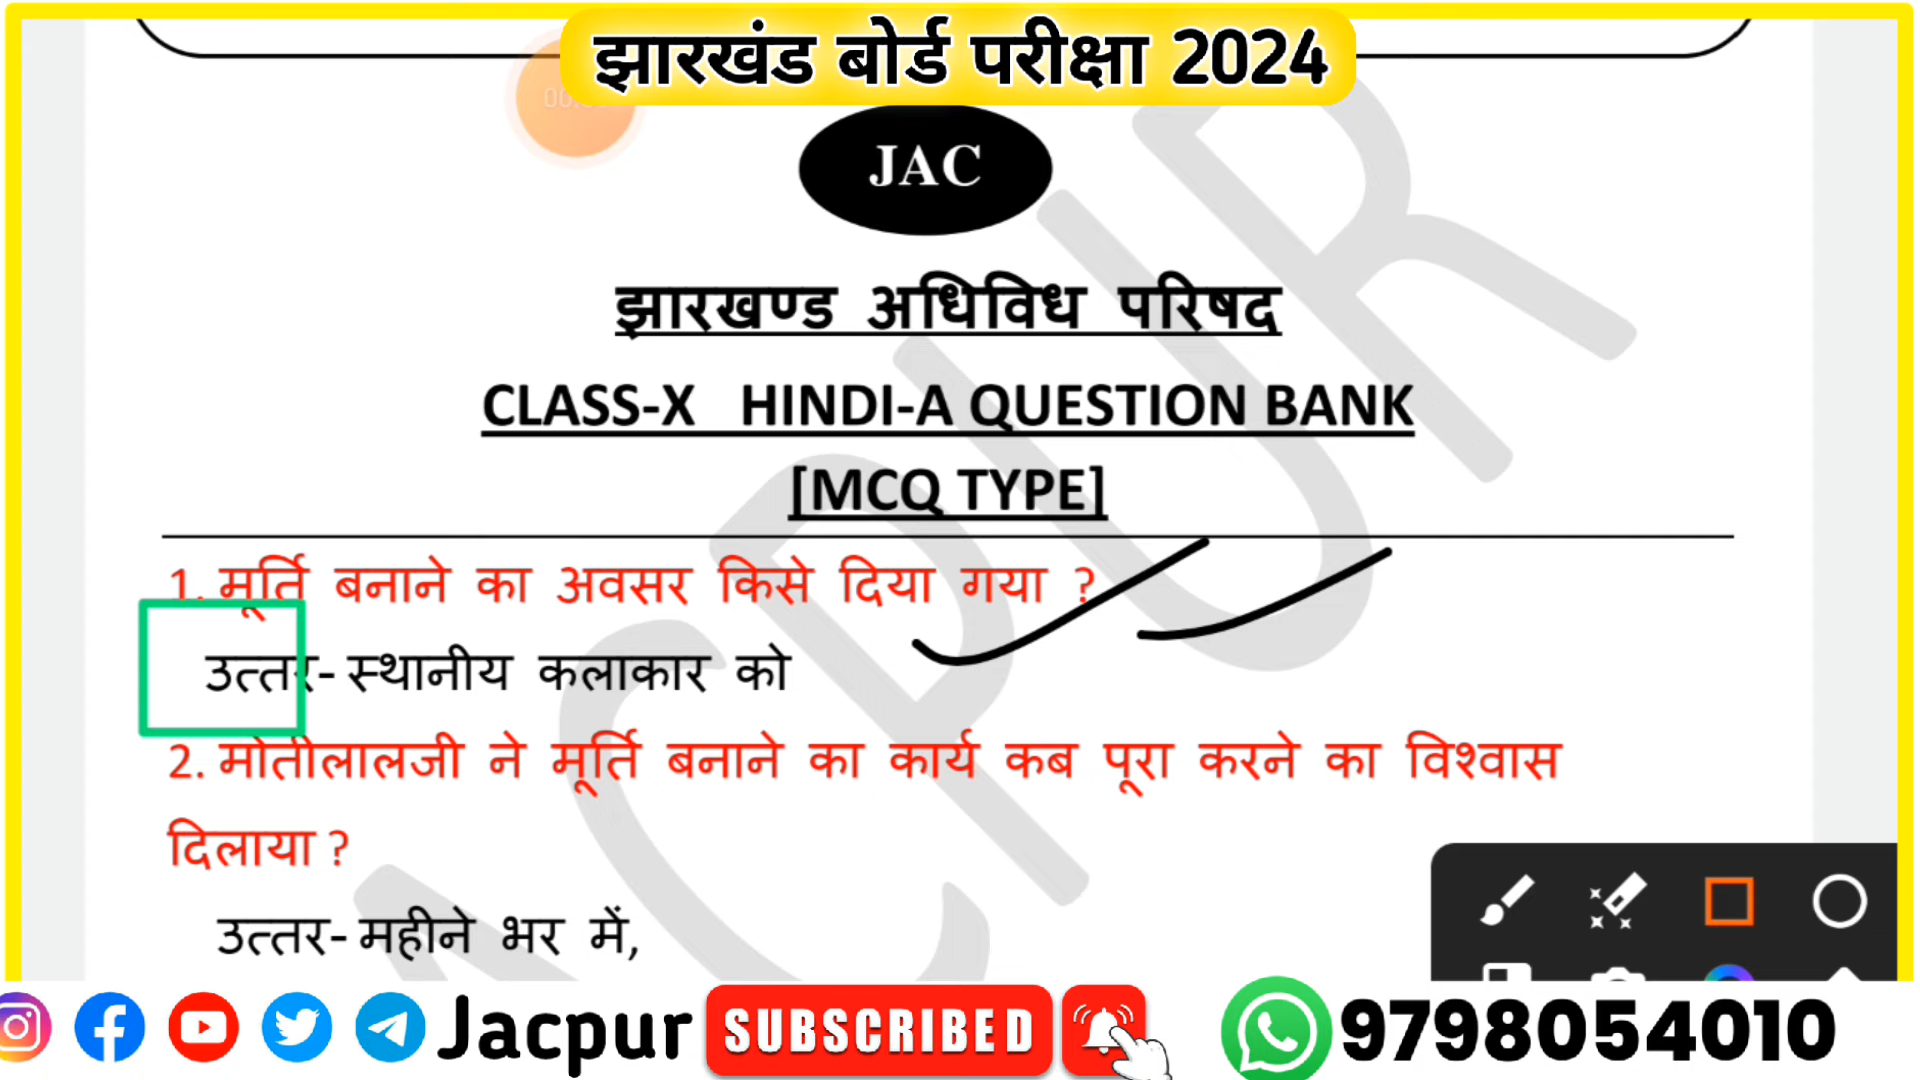 झारखंड बोर्ड परीक्षा 2024
JAC
झारखण्ड अधिविध परिषद
CLASS-X HINDI-A QUESTION BANK
[MCQ TYPE]
1. मूर्ति बनाने का अवसर किसे दिया गया ?
उत्तर- स्थानीय कलाकार को
2. मोतीलालजी ने मूर्ति बनाने का कार्य कब पूरा करने का विश्वास
दिलाया ?
उत्तर- महीने भर में,
Jacpur SUBSCRIBED 9798054010